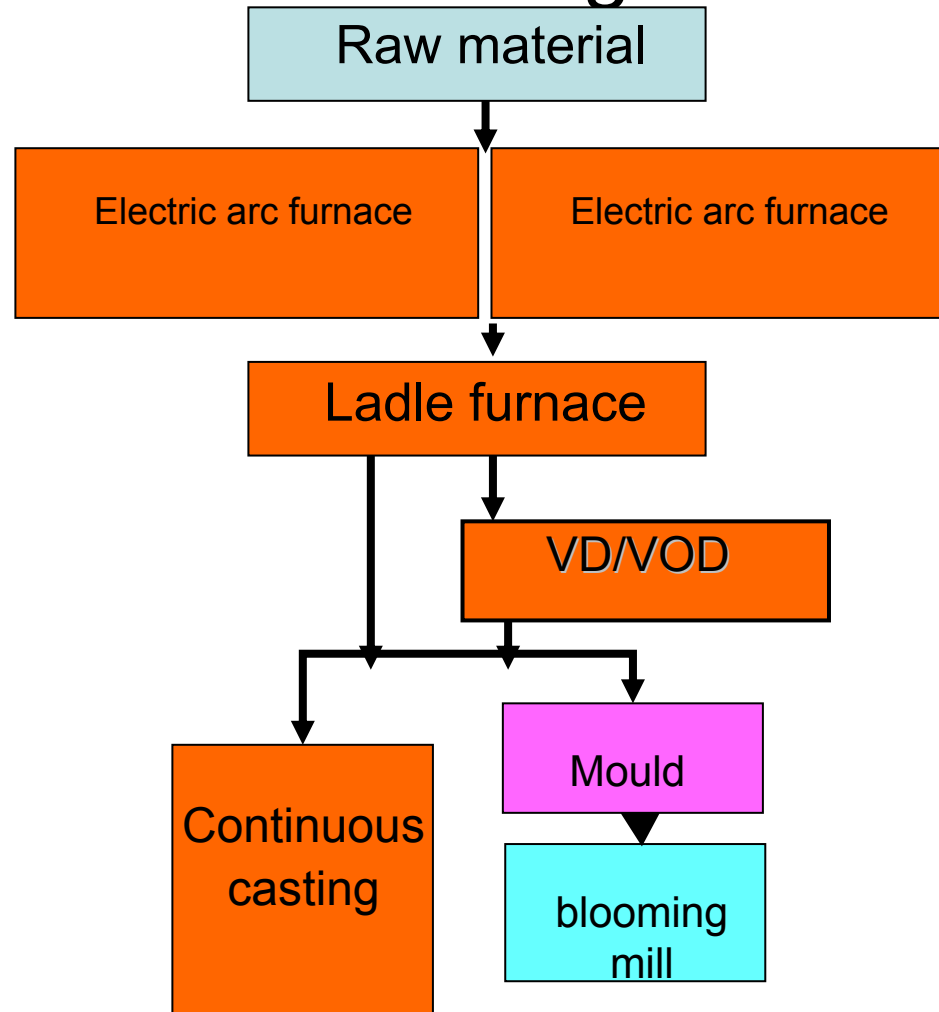 Raw material
Electric arc furnace
Electric arc furnace
Ladle furnace
VD/VOD
Mould
Continuous
casting
blooming
mill